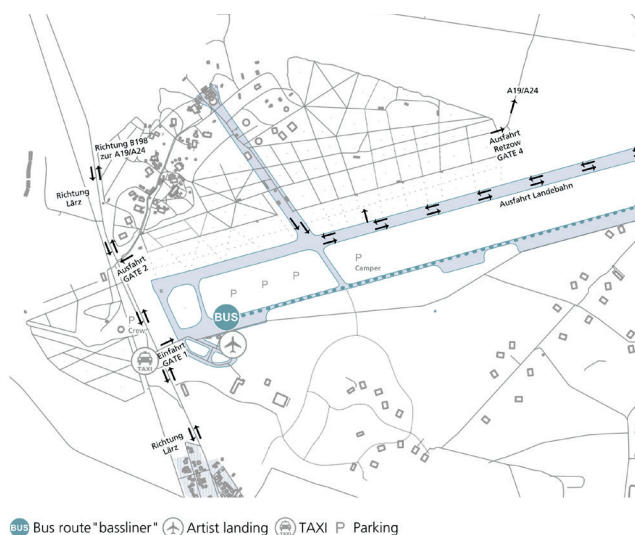 A19/A24
Richtung B198
zur A19/A24
Ausfahrt
Retzow
GATE 4
Richtung
Lärz
Ausfahrt Landebahn
Ausfahrt
GATE 2
P
Camper
P P P
P
Crew
BUS
Einfahrt
GATE 1
TAXI
Richtung
Lärz
BUS Bus route "bassliner" Artist landing TAXI TAXI P Parking